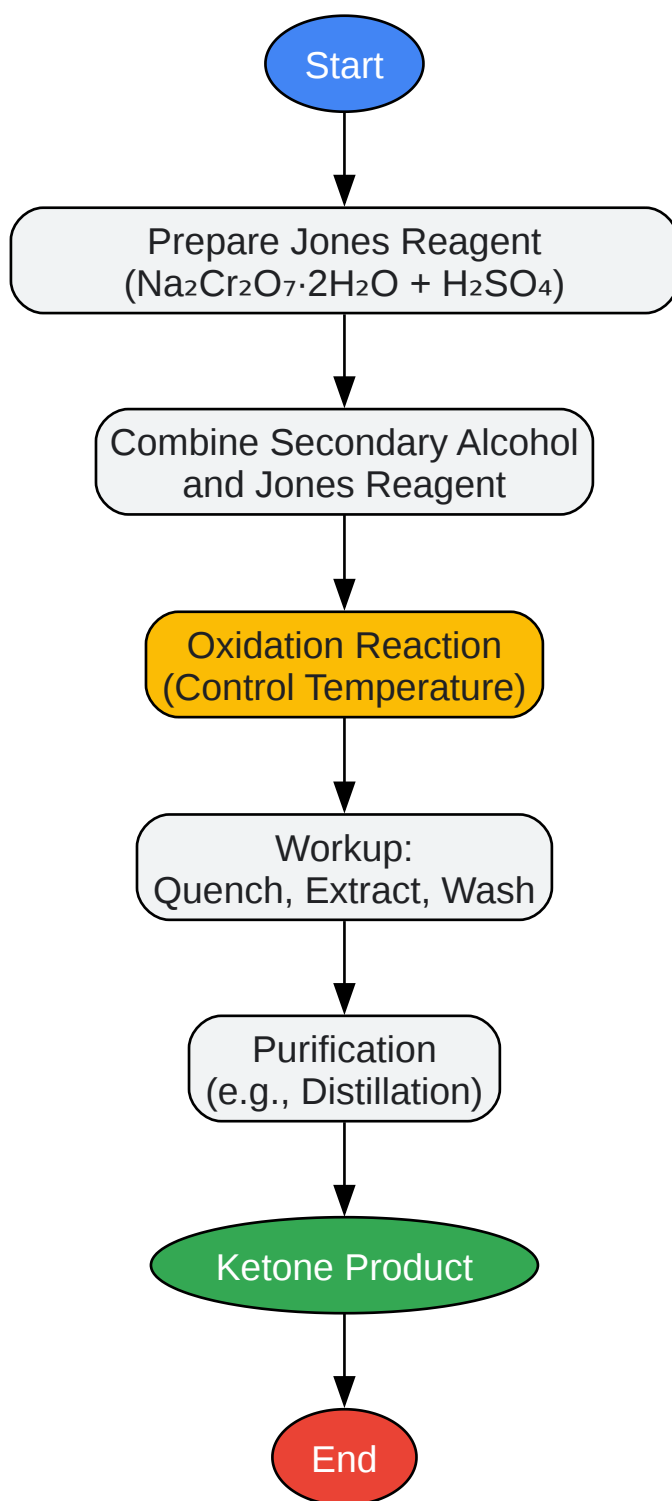 Start
Prepare Jones Reagent
(Na₂Cr₂O₇·2H₂O + H₂SO₄)
Combine Secondary Alcohol
and Jones Reagent
Oxidation Reaction
(Control Temperature)
Workup:
Quench, Extract, Wash
Purification
(e.g., Distillation)
Ketone Product
End